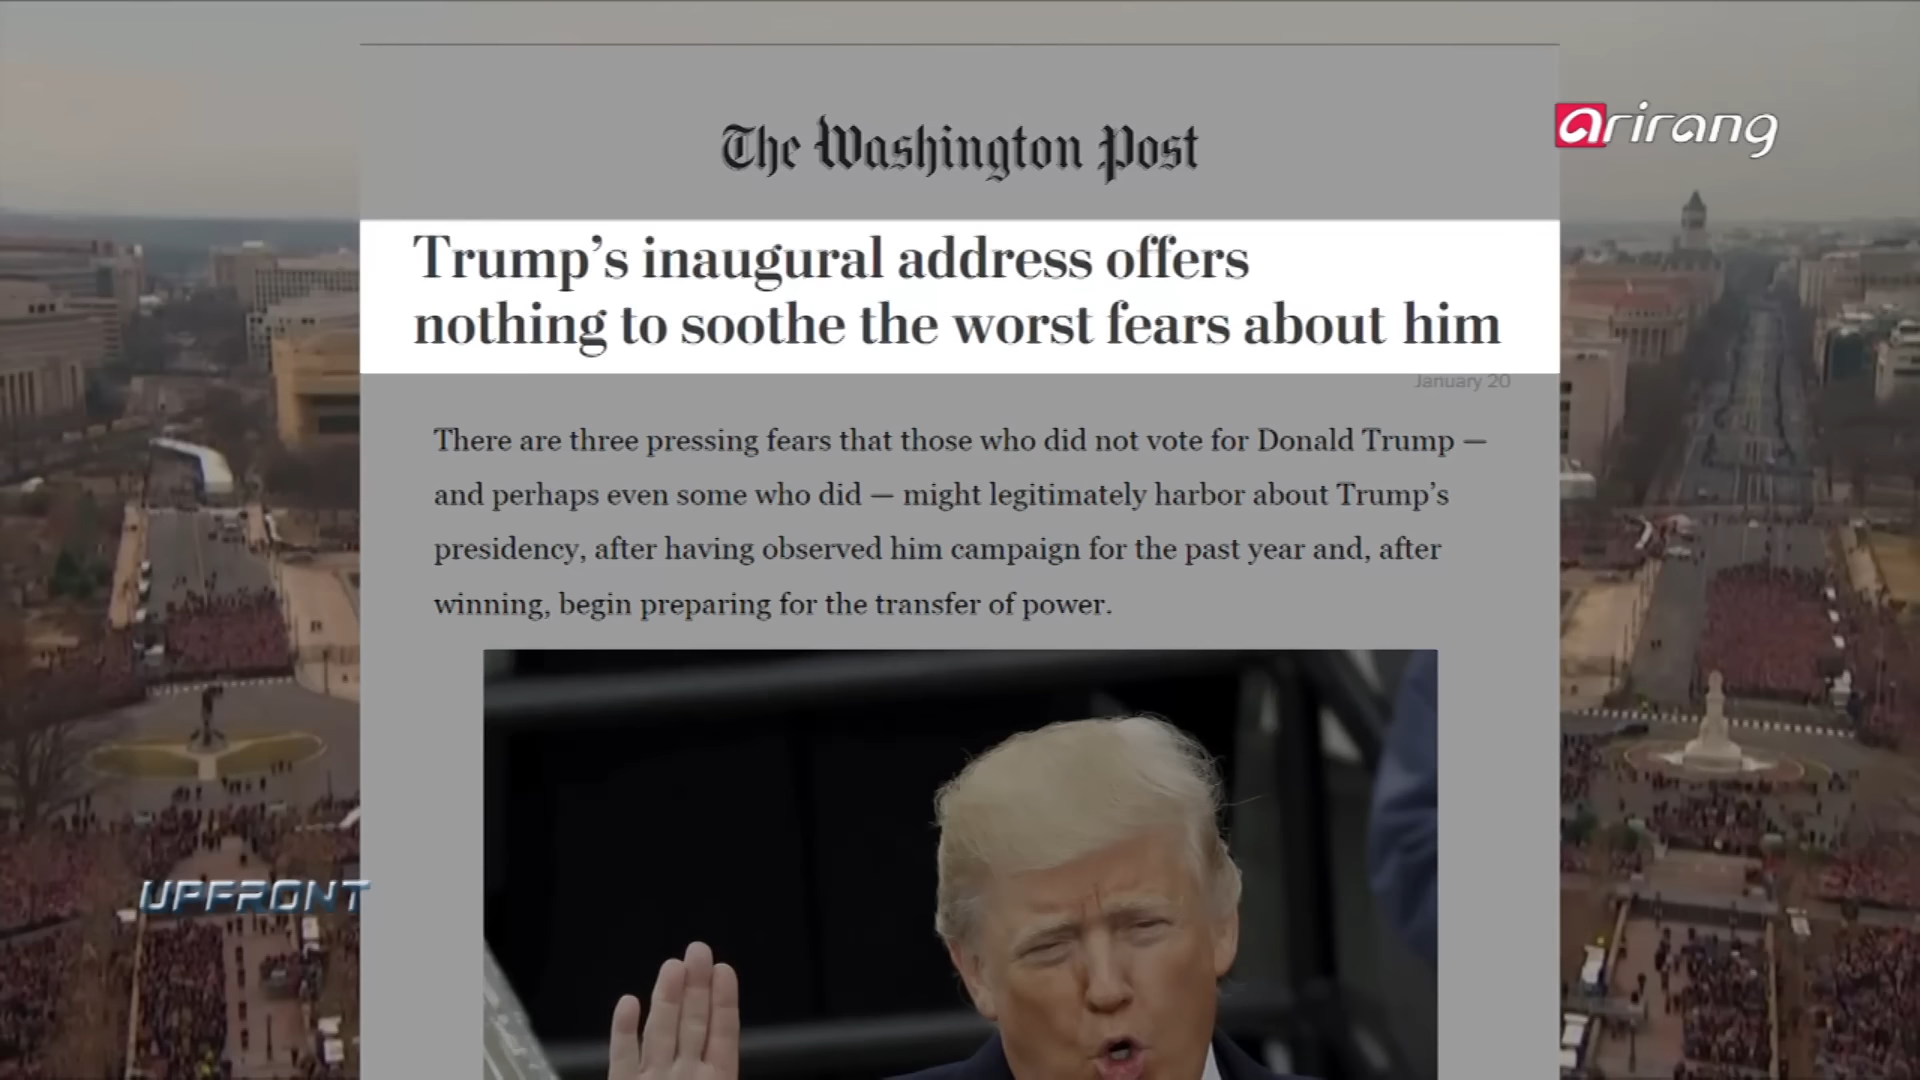 The Washington Post
arirang
Trump's inaugural address offers
nothing to soothe the worst fears about him
January 20
There are three pressing fears that those who did not vote for Donald Trump —
and perhaps even some who did — might legitimately harbor about Trump's
presidency, after having observed him campaign for the past year and, after
winning, begin preparing for the transfer of power.
UPFRONT